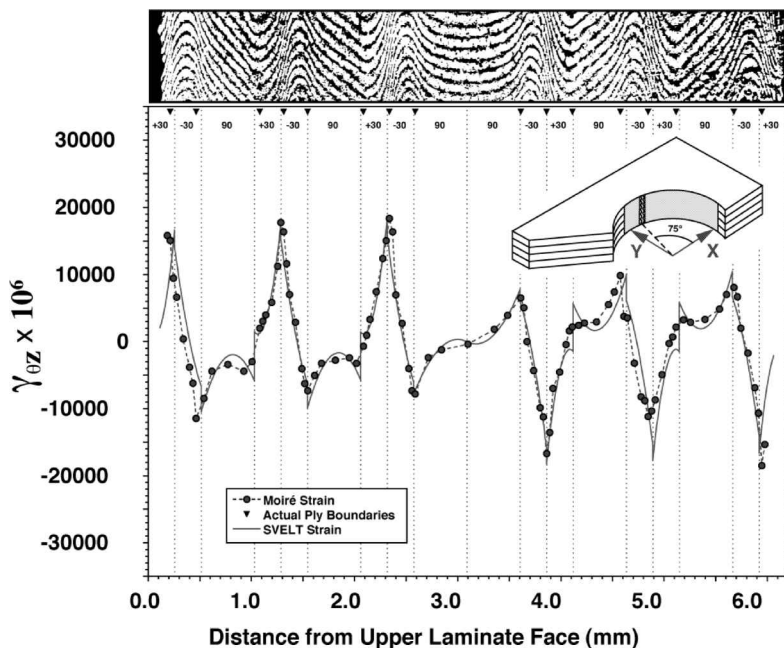 +30 -30 90 +30 -30 90 +30 -30 90 90 -30 +30 90 -30 +30 90 -30 +30
30000
20000
10000
0
-10000
-20000
-30000
γθz x 10⁶
75°
Y X
Moiré Strain
Actual Ply Boundaries
SVELT Strain
0.0 1.0 2.0 3.0 4.0 5.0 6.0
Distance from Upper Laminate Face (mm)